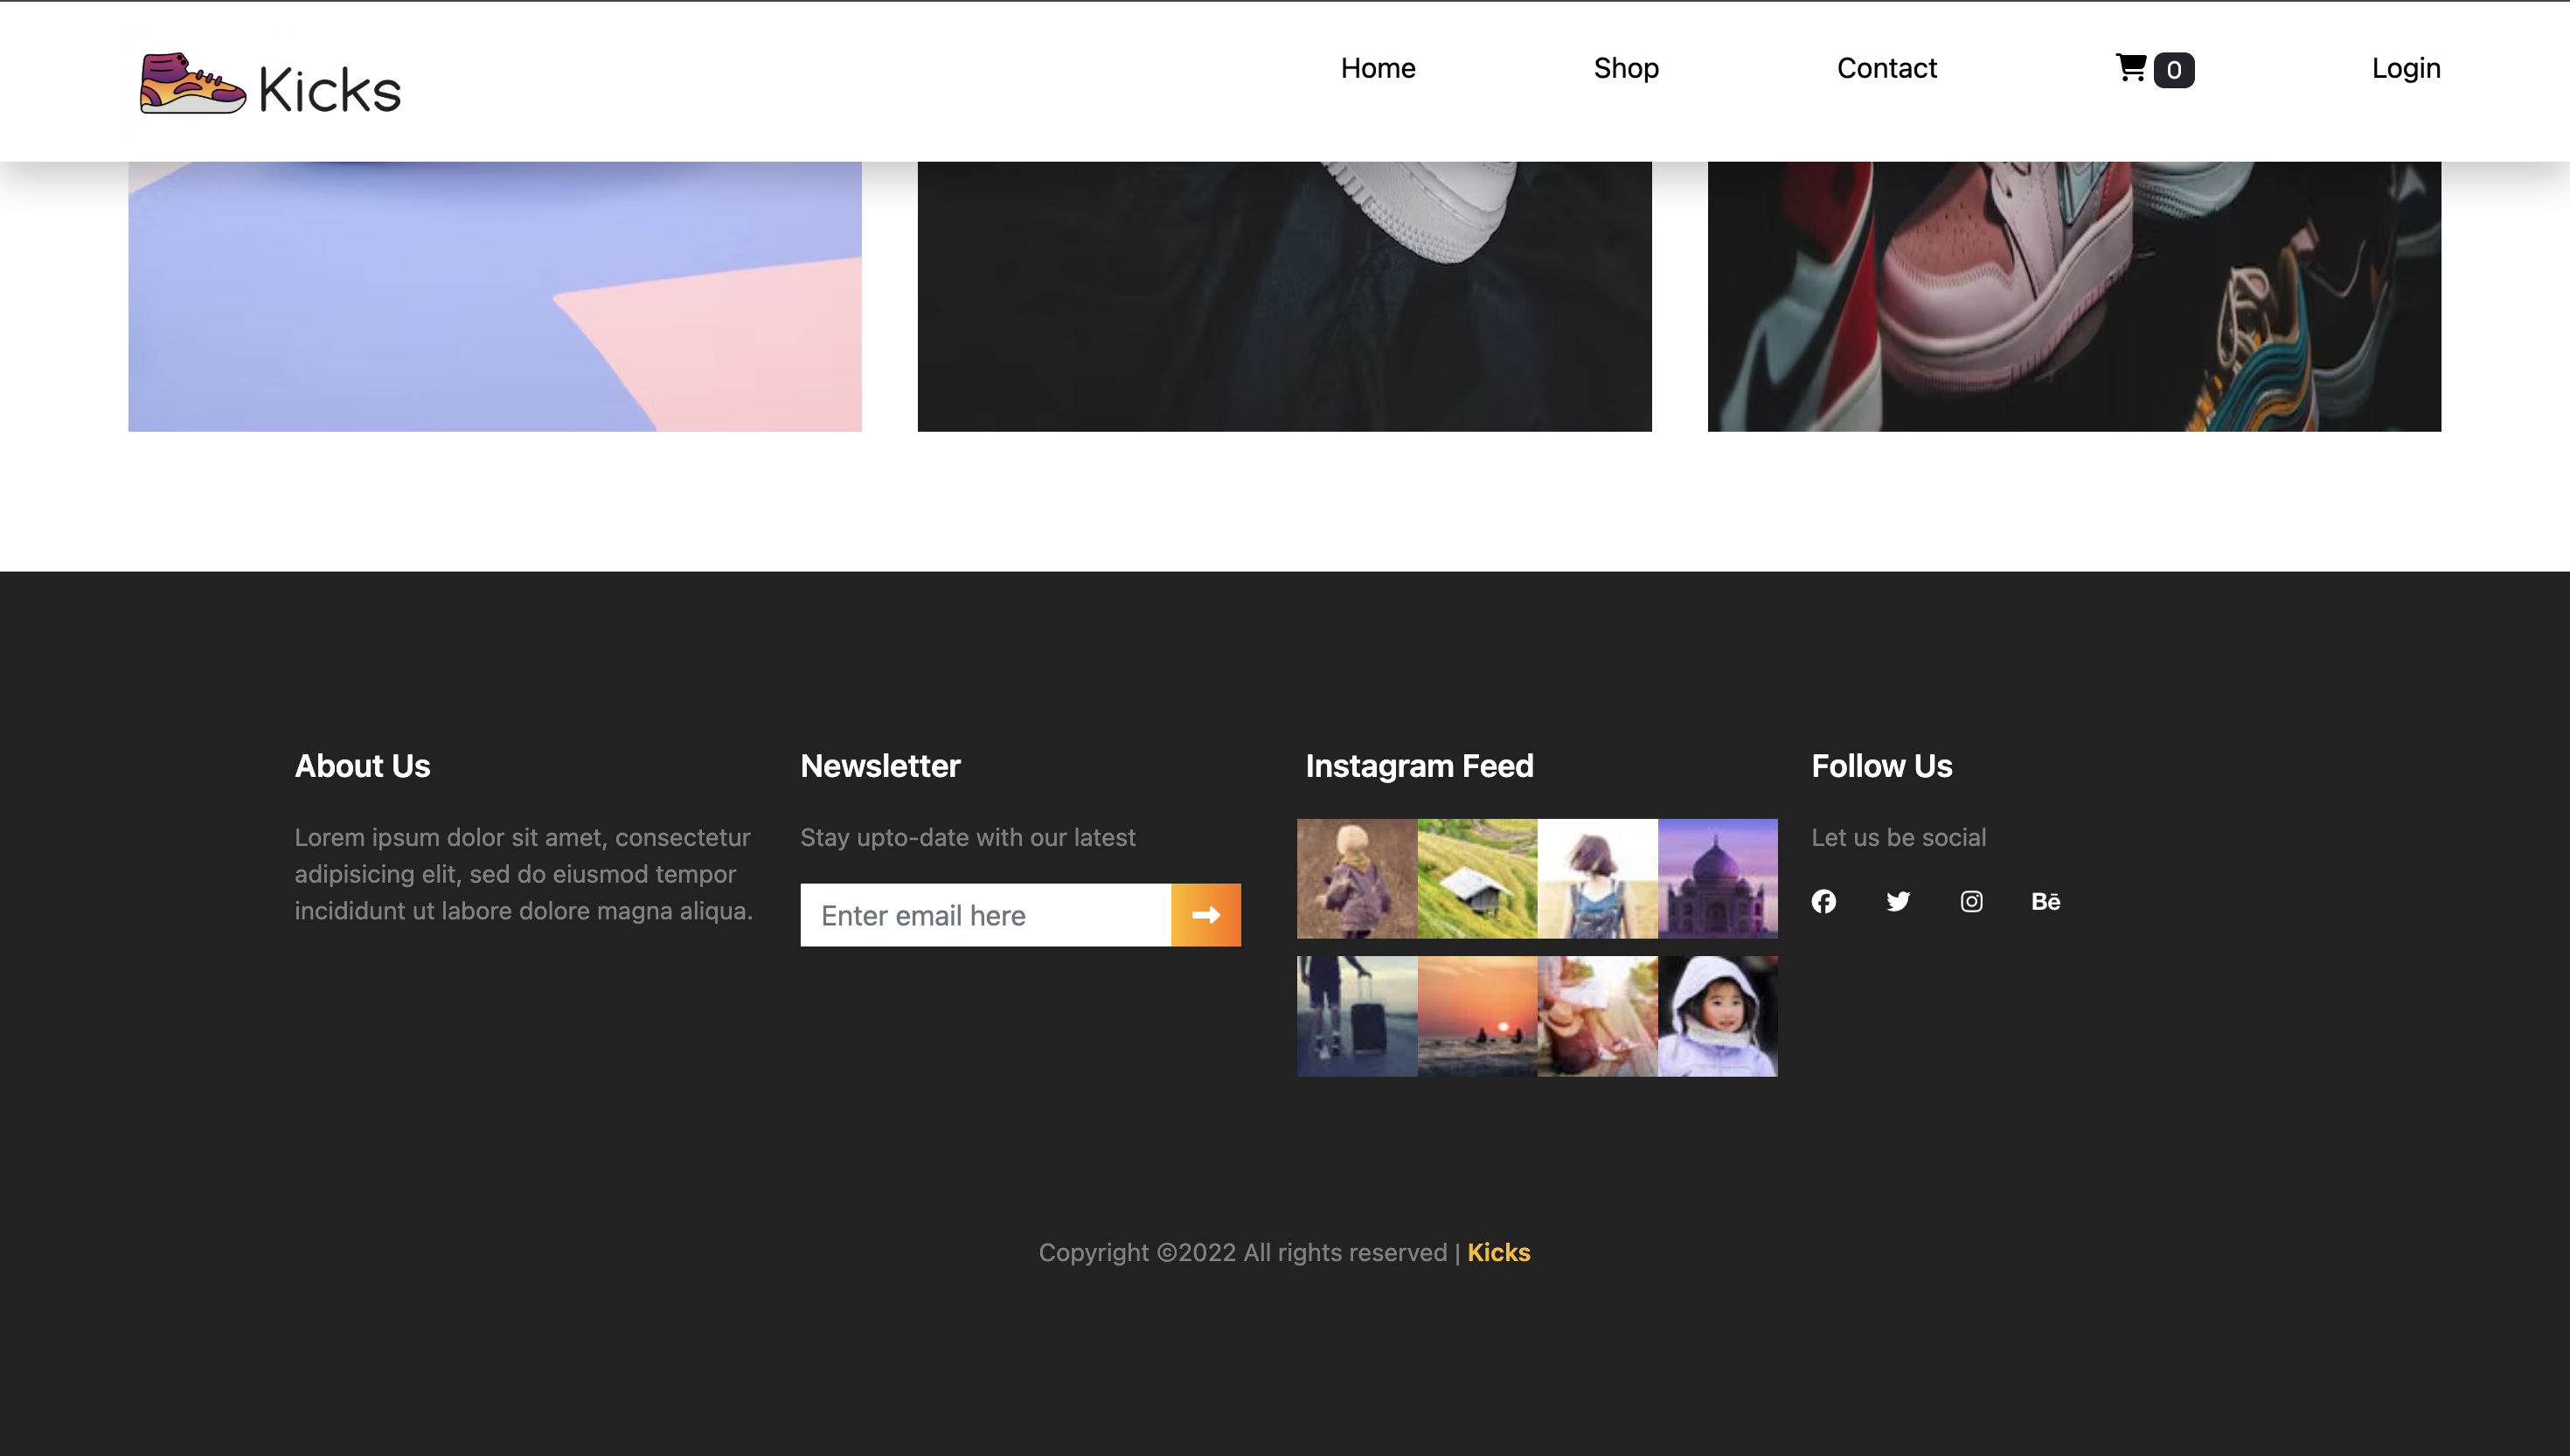 Kicks
Home
Shop
Contact
0
Login
About Us
Lorem ipsum dolor sit amet, consectetur
adipisicing elit, sed do eiusmod tempor
incididunt ut labore dolore magna aliqua.
Newsletter
Stay upto-date with our latest
Enter email here
Instagram Feed
Follow Us
Let us be social
Bē
Copyright ©2022 All rights reserved | Kicks